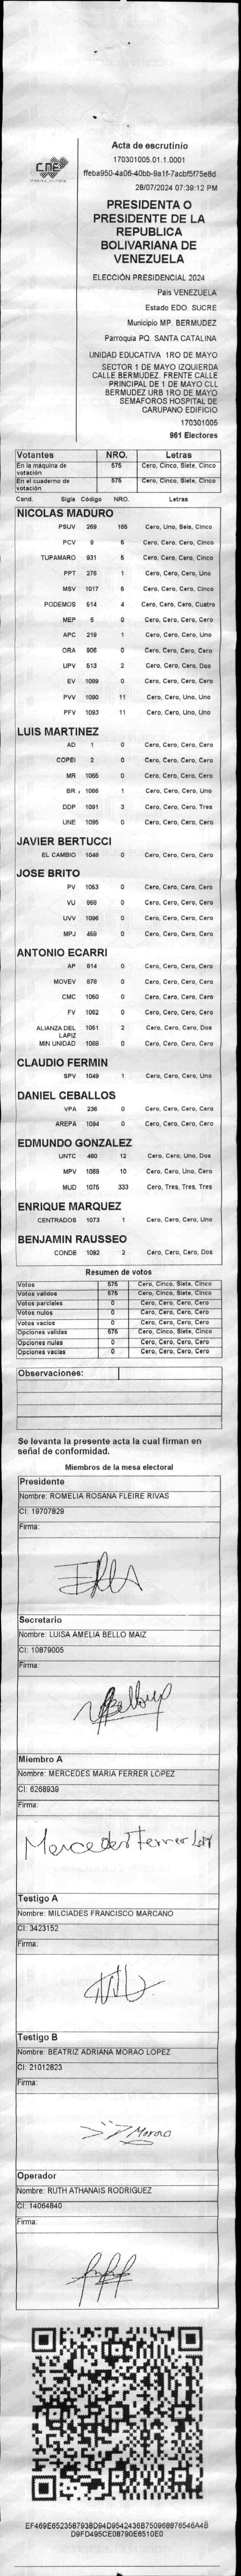 CNE
Acta de escrutinio
170301005.01.1.0001
ffeba950-4a06-40bb-9a1f-7acbf5f75e8d
28/07/2024 07:39:12 PM
PRESIDENTA O
PRESIDENTE DE LA
REPUBLICA
BOLIVARIANA DE
VENEZUELA
ELECCIÓN PRESIDENCIAL 2024
País VENEZUELA
Estado EDO. SUCRE
Municipio MP. BERMUDEZ
Parroquia PQ. SANTA CATALINA
UNIDAD EDUCATIVA 1RO DE MAYO
SECTOR 1 DE MAYO IZQUIERDA
CALLE BERMUDEZ. FRENTE CALLE
PRINCIPAL DE 1 DE MAYO CLL
BERMUDEZ URB 1RO DE MAYO
SEMAFOROS HOSPITAL DE
CARUPANO EDIFICIO
170301005
961 Electores
Votantes NRO. Letras
En la máquina de votación 575 Cero, Cinco, Siete, Cinco
En el cuaderno de votación 575 Cero, Cinco, Siete, Cinco
Cand. Sigla Código NRO. Letras
NICOLAS MADURO
PSUV 269 165 Cero, Uno, Seis, Cinco
PCV 9 5 Cero, Cero, Cero, Cinco
TUPAMARO 931 5 Cero, Cero, Cero, Cinco
PPT 276 1 Cero, Cero, Cero, Uno
MSV 1017 5 Cero, Cero, Cero, Cinco
PODEMOS 514 4 Cero, Cero, Cero, Cuatro
MEP 6 0 Cero, Cero, Cero, Cero
APC 219 1 Cero, Cero, Cero, Uno
ORA 906 0 Cero, Cero, Cero, Cero
UPV 513 2 Cero, Cero, Cero, Dos
EV 1089 0 Cero, Cero, Cero, Cero
PVV 1090 11 Cero, Cero, Uno, Uno
PFV 1093 11 Cero, Cero, Uno, Uno
LUIS MARTINEZ
AD 1 0 Cero, Cero, Cero, Cero
COPEI 2 0 Cero, Cero, Cero, Cero
MR 1065 0 Cero, Cero, Cero, Cero
BR 1066 1 Cero, Cero, Cero, Uno
DDP 1091 3 Cero, Cero, Cero, Tres
UNE 1095 0 Cero, Cero, Cero, Cero
JAVIER BERTUCCI
EL CAMBIO 1048 0 Cero, Cero, Cero, Cero
JOSE BRITO
PV 1053 0 Cero, Cero, Cero, Cero
VU 969 0 Cero, Cero, Cero, Cero
UVV 1096 0 Cero, Cero, Cero, Cero
MPJ 459 0 Cero, Cero, Cero, Cero
ANTONIO ECARRI
AP 914 0 Cero, Cero, Cero, Cero
MOVEV 979 0 Cero, Cero, Cero, Cero
CMC 1050 0 Cero, Cero, Cero, Cero
FV 1062 0 Cero, Cero, Cero, Cero
ALIANZA DEL LAPIZ 1051 2 Cero, Cero, Cero, Dos
MIN UNIDAD 1068 0 Cero, Cero, Cero, Cero
CLAUDIO FERMIN
SPV 1049 1 Cero, Cero, Cero, Uno
DANIEL CEBALLOS
VPA 236 0 Cero, Cero, Cero, Cero
AREPA 1094 0 Cero, Cero, Cero, Cero
EDMUNDO GONZALEZ
UNTC 460 12 Cero, Cero, Uno, Dos
MPV 1069 10 Cero, Cero, Uno, Cero
MUD 1075 333 Cero, Tres, Tres, Tres
ENRIQUE MARQUEZ
CENTRADOS 1073 1 Cero, Cero, Cero, Uno
BENJAMIN RAUSSEO
CONDE 1092 2 Cero, Cero, Cero, Dos
Resumen de votos
Votos 575 Cero, Cinco, Siete, Cinco
Votos validos 575 Cero, Cinco, Siete, Cinco
Votos parciales 0 Cero, Cero, Cero, Cero
Votos nulos 0 Cero, Cero, Cero, Cero
Votos vacios 0 Cero, Cero, Cero, Cero
Opciones validas 575 Cero, Cinco, Siete, Cinco
Opciones nulas 0 Cero, Cero, Cero, Cero
Opciones vacias 0 Cero, Cero, Cero, Cero
Observaciones:
Se levanta la presente acta la cual firman en
señal de conformidad.
Miembros de la mesa electoral
Presidente
Nombre: ROMELIA ROSANA FLEIRE RIVAS
CI: 19707829
Firma:
Secretario
Nombre: LUISA AMELIA BELLO MAIZ
CI: 10879005
Firma:
Miembro A
Nombre: MERCEDES MARIA FERRER LOPEZ
CI: 6268939
Firma:
Mercedes Ferrer
Testigo A
Nombre: MILCIADES FRANCISCO MARCANO
CI: 3423152
Firma:
Testigo B
Nombre: BEATRIZ ADRIANA MORAO LOPEZ
CI: 21012823
Firma:
Morao
Operador
Nombre: RUTH ATHANAIS RODRIGUEZ
CI: 14064840
Firma:
EF469E6523587938D94D9542436B750968876546A4B
D9FD495CE08790E6510E0